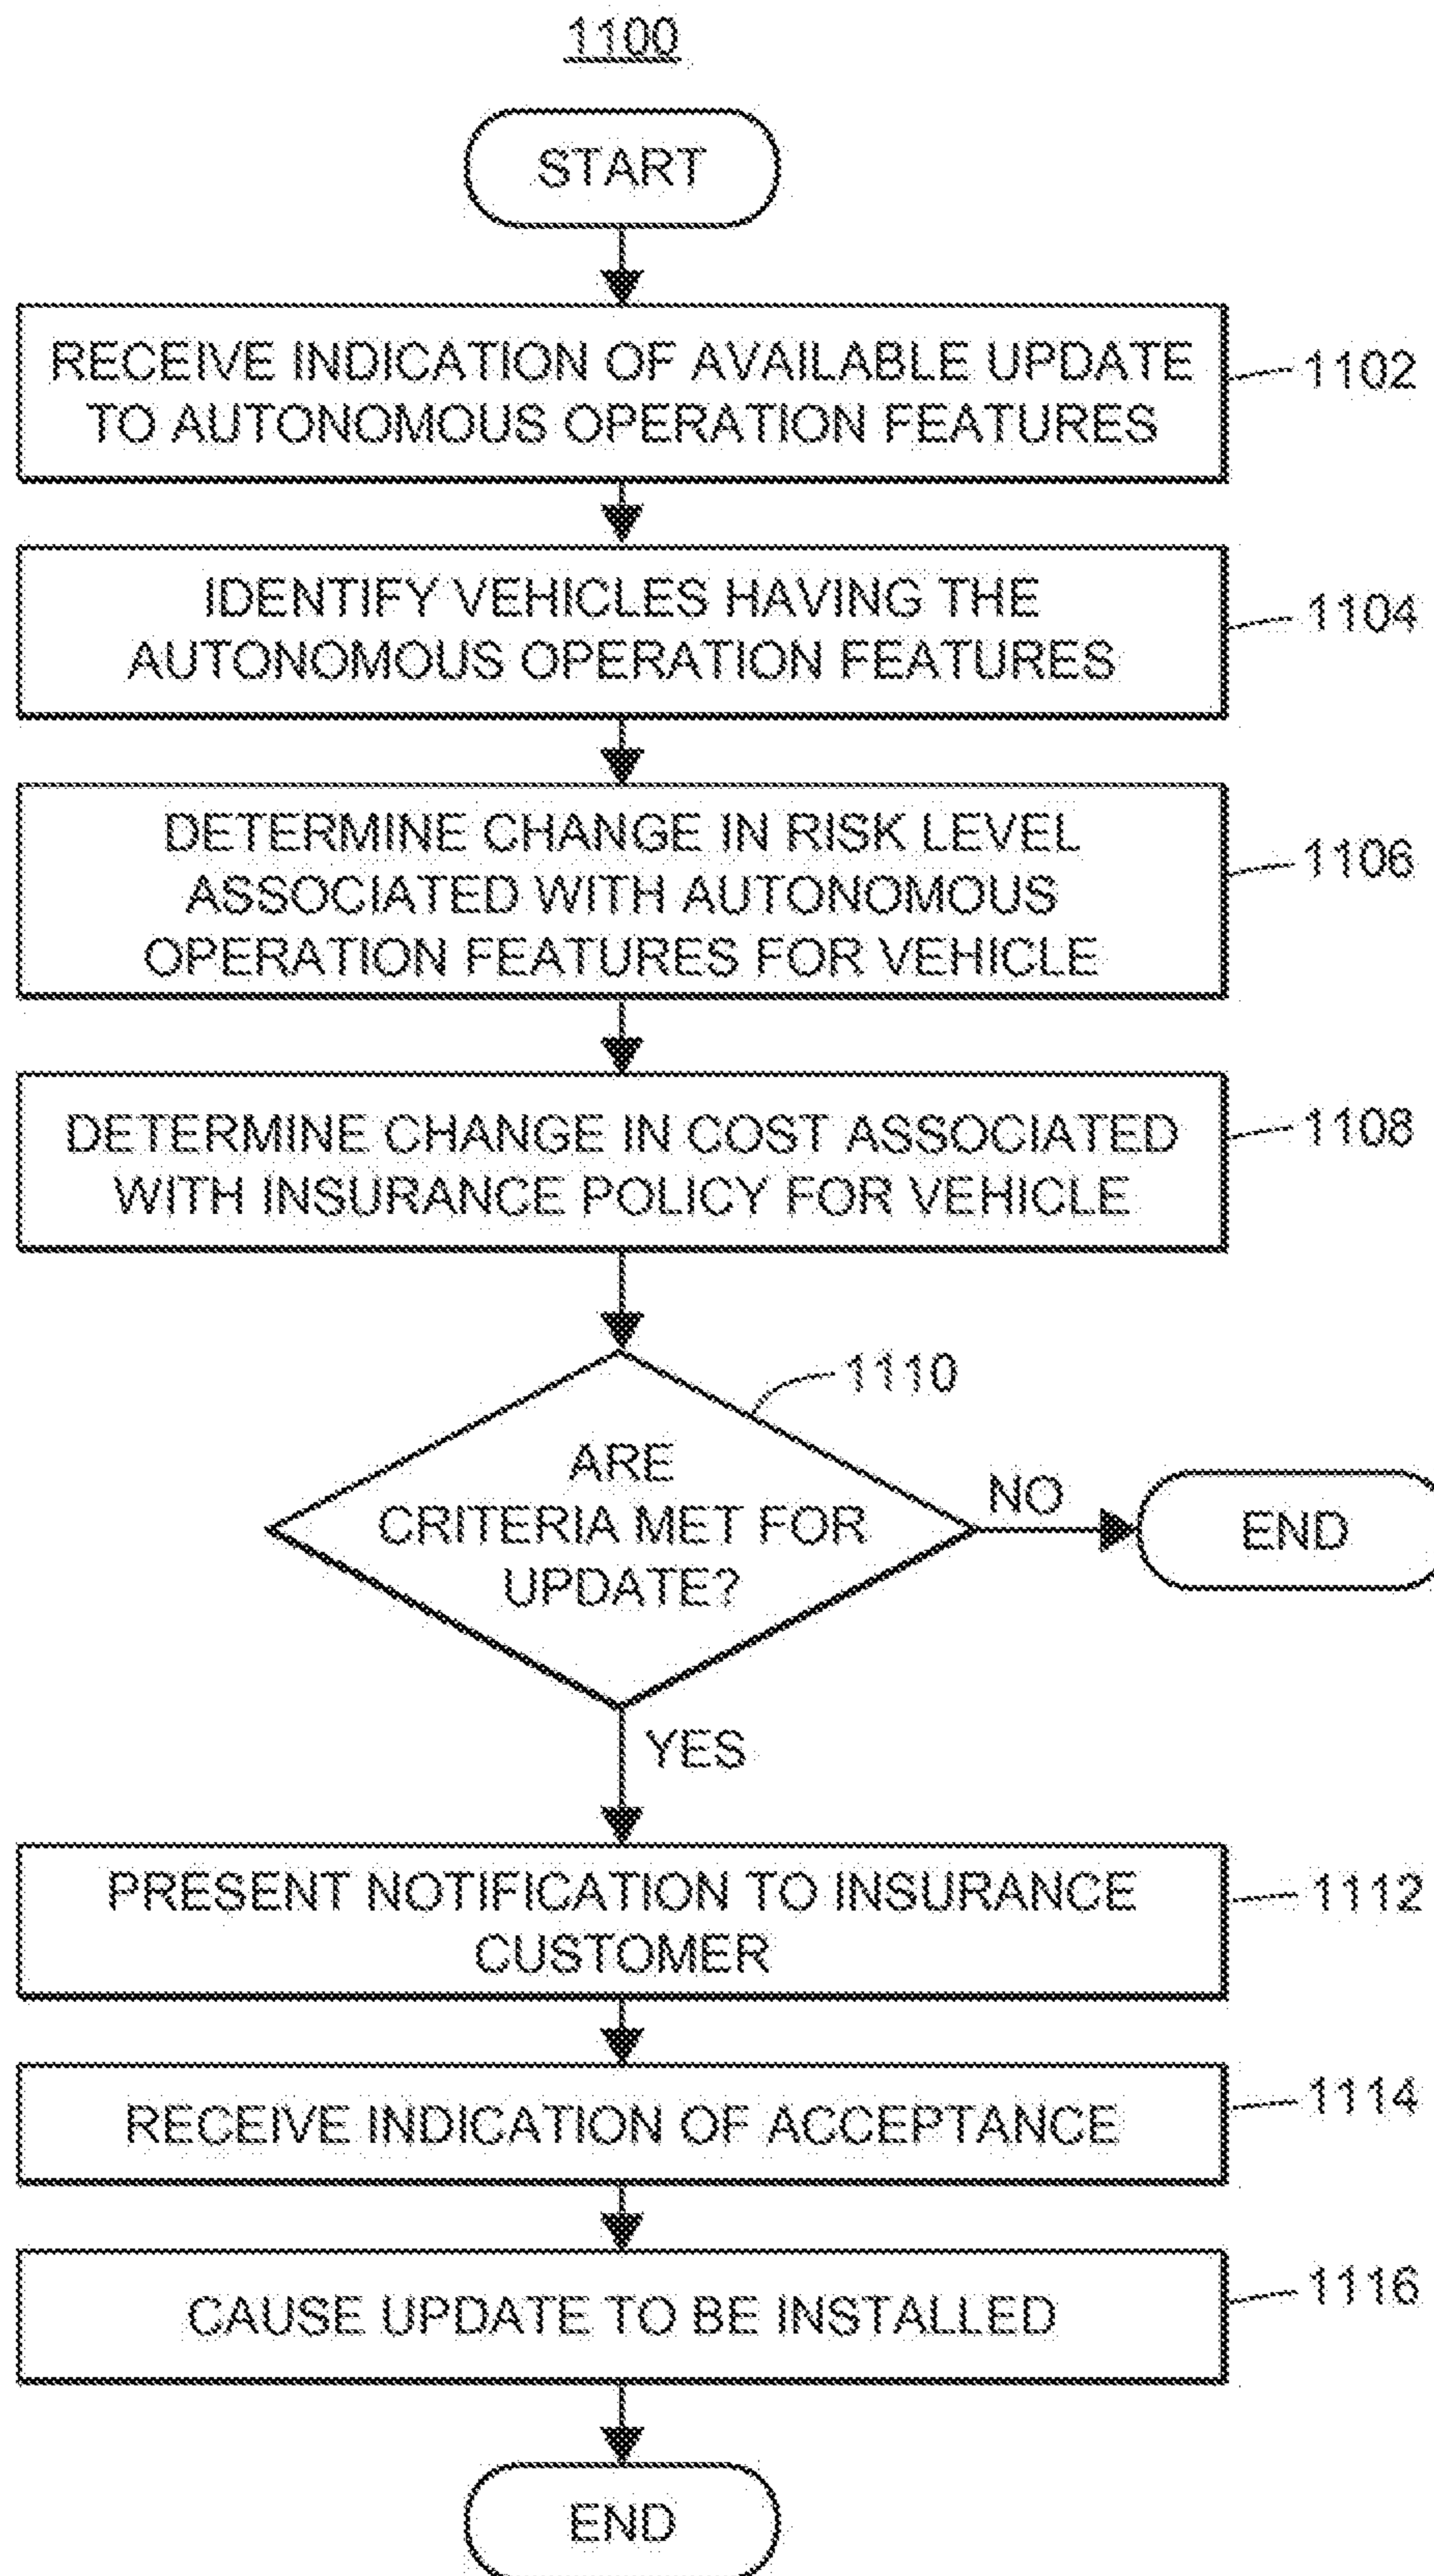 1100
START
RECEIVE INDICATION OF AVAILABLE UPDATE
TO AUTONOMOUS OPERATION FEATURES
1102
IDENTIFY VEHICLES HAVING THE
AUTONOMOUS OPERATION FEATURES
1104
DETERMINE CHANGE IN RISK LEVEL
ASSOCIATED WITH AUTONOMOUS
OPERATION FEATURES FOR VEHICLE
1106
DETERMINE CHANGE IN COST ASSOCIATED
WITH INSURANCE POLICY FOR VEHICLE
1108
1110
ARE
CRITERIA MET FOR
UPDATE?
NO
END
YES
PRESENT NOTIFICATION TO INSURANCE
CUSTOMER
1112
RECEIVE INDICATION OF ACCEPTANCE
1114
CAUSE UPDATE TO BE INSTALLED
1116
END